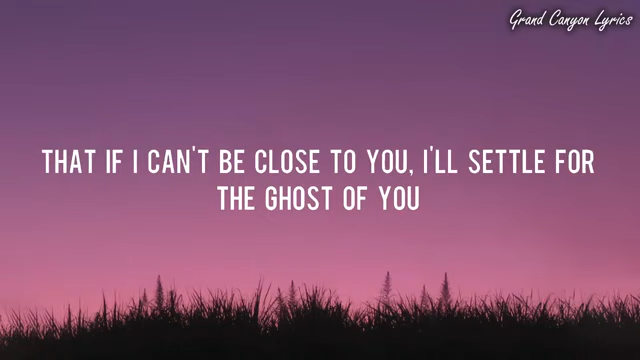 Grand Canyon Lyrics
THAT IF I CAN'T BE CLOSE TO YOU, I'LL SETTLE FOR
THE GHOST OF YOU